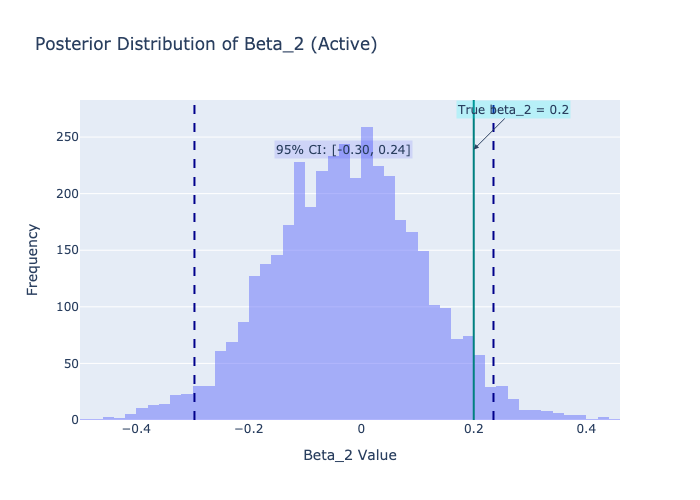 Posterior Distribution of Beta_2 (Active)
True beta_2 = 0.2
95% CI: [-0.30, 0.24]
250
200
150
100
50
0
Frequency
−0.4
−0.2
0
0.2
0.4
Beta_2 Value